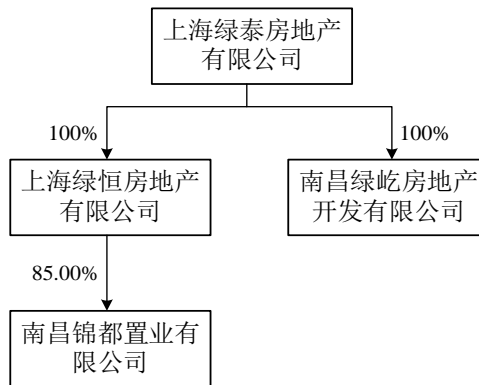 上海绿泰房地产
有限公司
100%
100%
上海绿恒房地产
有限公司
南昌绿屹房地产
开发有限公司
85.00%
南昌锦都置业有
限公司